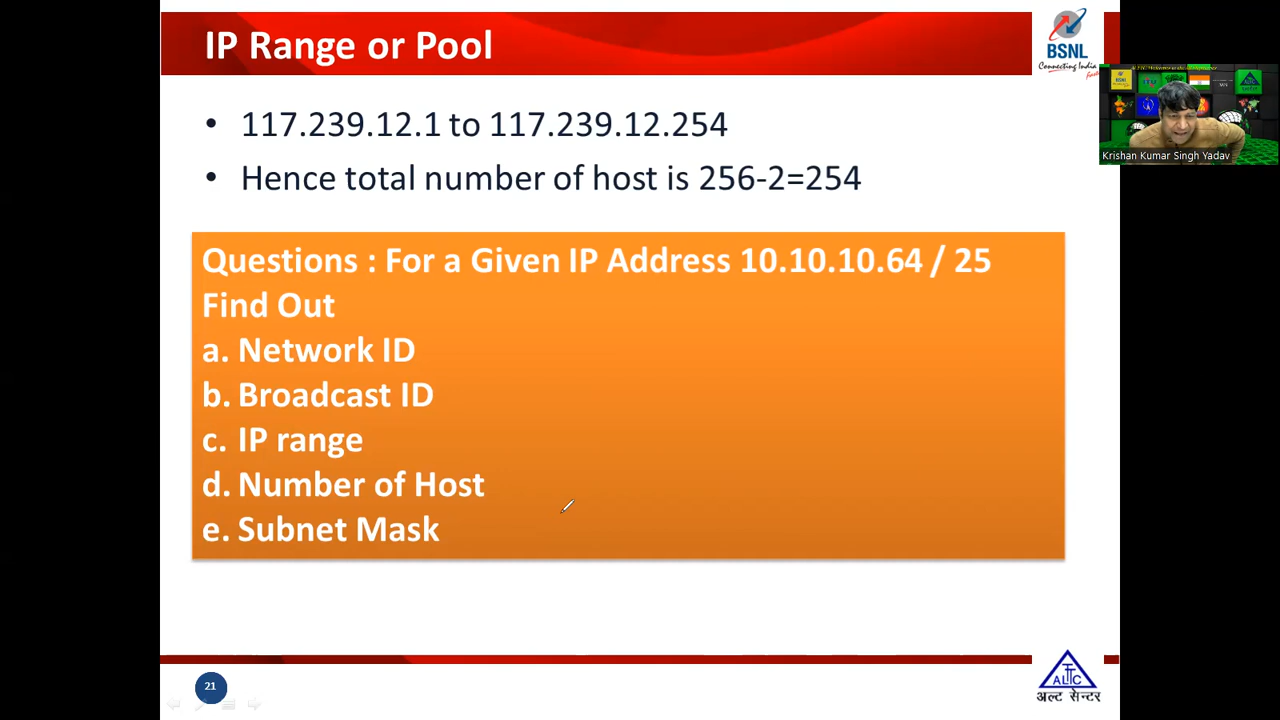 IP Range or Pool
BSNL
Connecting India
Krishan Kumar Singh Yadav
• 117.239.12.1 to 117.239.12.254
• Hence total number of host is 256-2=254
Questions : For a Given IP Address 10.10.10.64 / 25
Find Out
a. Network ID
b. Broadcast ID
c. IP range
d. Number of Host
e. Subnet Mask
21
ALTTC
अल्ट सेन्टर